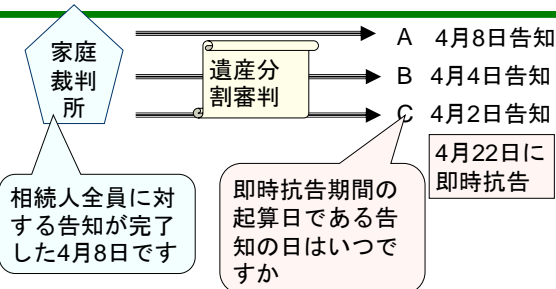 家庭
裁判
所
遺産分
割審判
A 4月8日告知
B 4月4日告知
C 4月2日告知
4月22日に
即時抗告
相続人全員に対
する告知が完了
した4月8日です
即時抗告期間の
起算日である告
知の日はいつで
すか